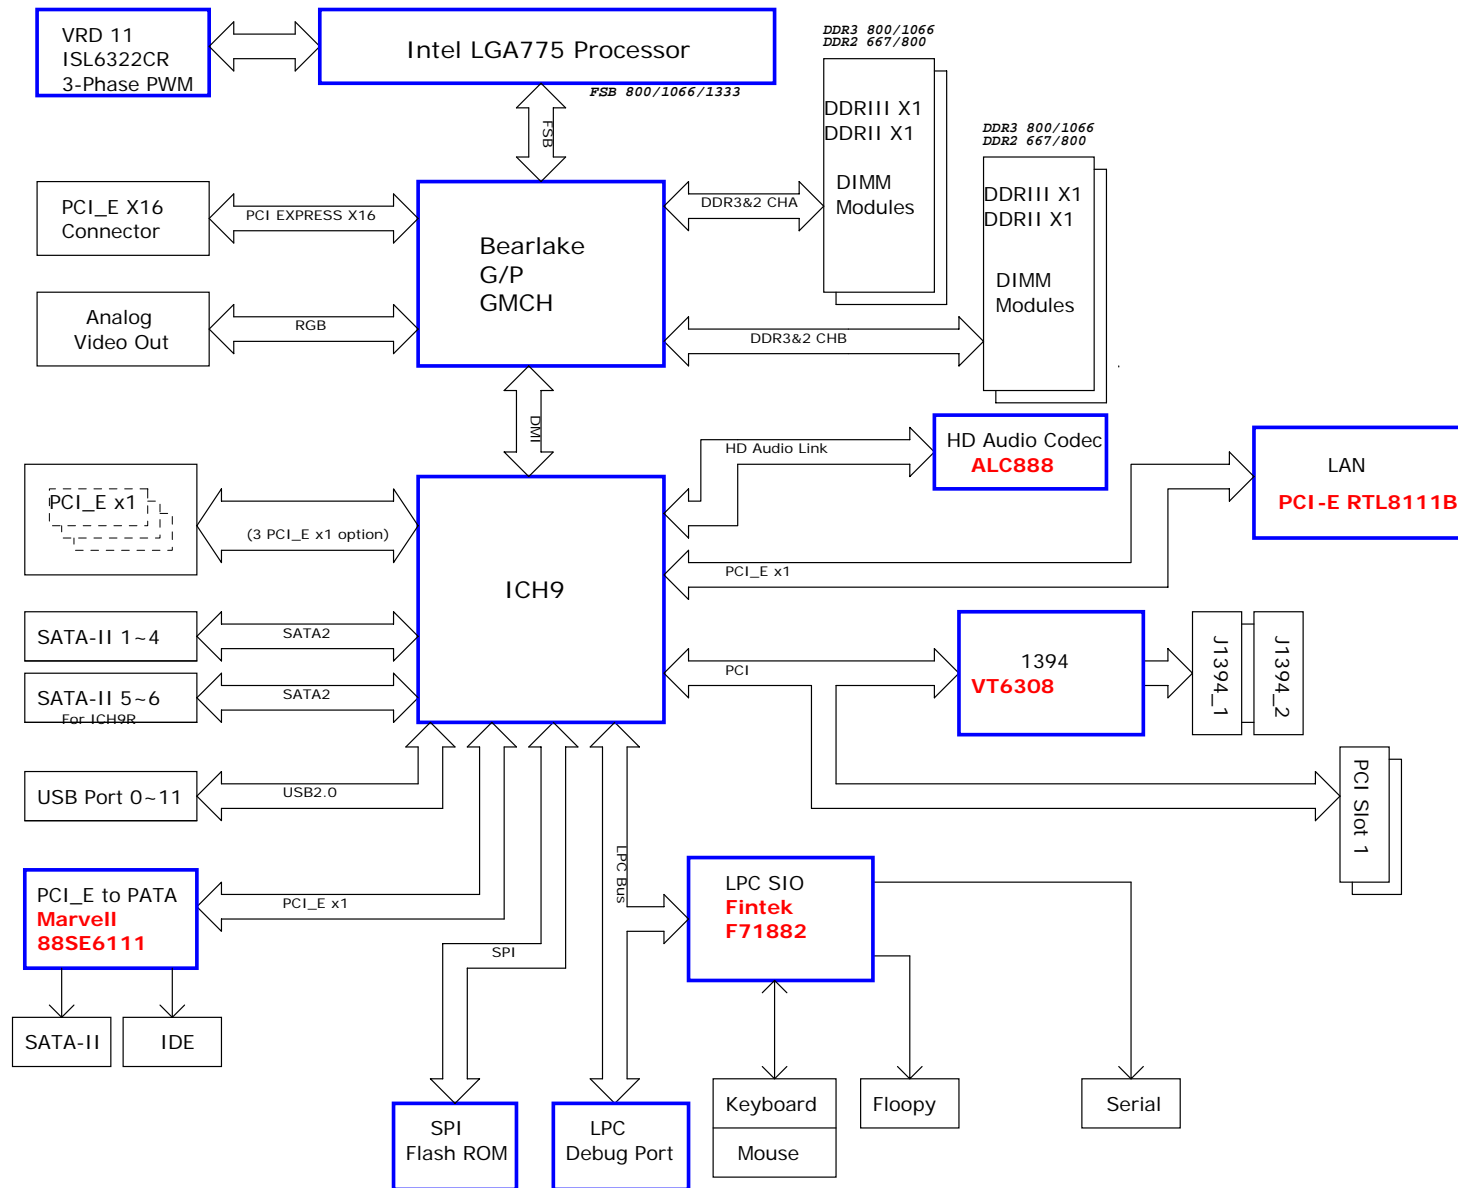 VRD 11
ISL6322CR
3-Phase PWM
Intel LGA775 Processor
FSB 800/1066/1333
FSB
DDR3 800/1066
DDR2 667/800
DDRIII X1
DDRII X1
DIMM
Modules
DDR3 800/1066
DDR2 667/800
DDRIII X1
DDRII X1
DIMM
Modules
PCI_E X16
Connector
PCI EXPRESS X16
Bearlake
G/P
GMCH
DDR3&2 CHA
Analog
Video Out
RGB
DDR3&2 CHB
DMI
HD Audio Link
HD Audio Codec
ALC888
LAN
PCI-E RTL8111B
PCI_E x1
(3 PCI_E x1 option)
ICH9
PCI_E x1
SATA-II 1~4
SATA2
SATA-II 5~6
For ICH9R
SATA2
PCI
1394
VT6308
J1394_1
J1394_2
PCI Slot 1
USB Port 0~11
USB2.0
PCI_E to PATA
Marvell
88SE6111
PCI_E x1
SPI
LPC Bus
LPC SIO
Fintek
F71882
SATA-II
IDE
SPI
Flash ROM
LPC
Debug Port
Keyboard
Mouse
Floopy
Serial